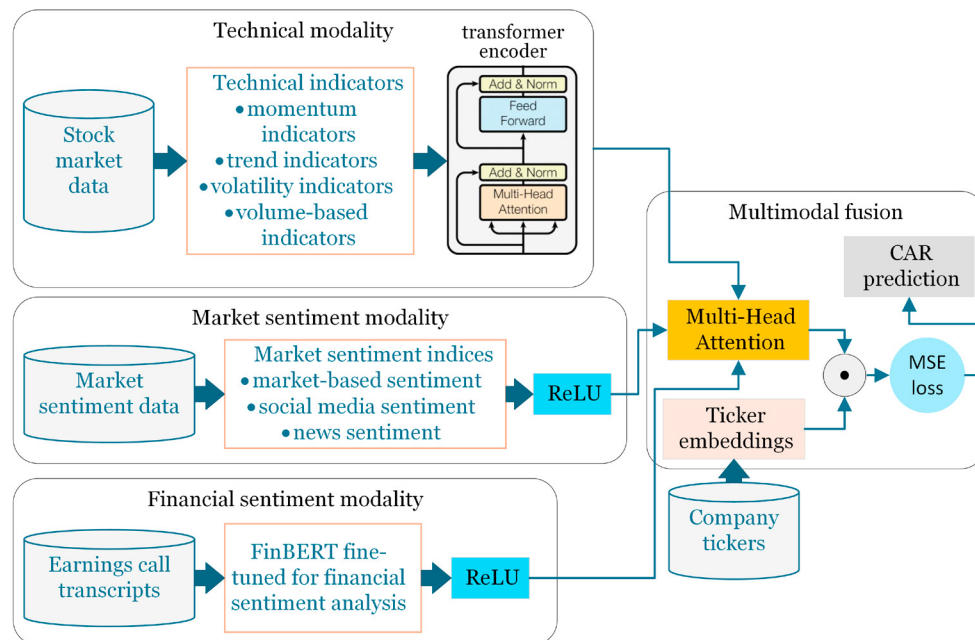 Technical modality
Stock
market
data
Technical indicators
•momentum
indicators
•trend indicators
•volatility indicators
•volume-based
indicators
transformer
encoder
Add & Norm
Feed
Forward
Add & Norm
Multi-Head
Attention
Market sentiment modality
Market
sentiment data
Market sentiment indices
•market-based sentiment
•social media sentiment
•news sentiment
ReLU
Financial sentiment modality
Earnings call
transcripts
FinBERT fine-
tuned for financial
sentiment analysis
ReLU
Multimodal fusion
CAR
prediction
Multi-Head
Attention
MSE
loss
Ticker
embeddings
Company
tickers